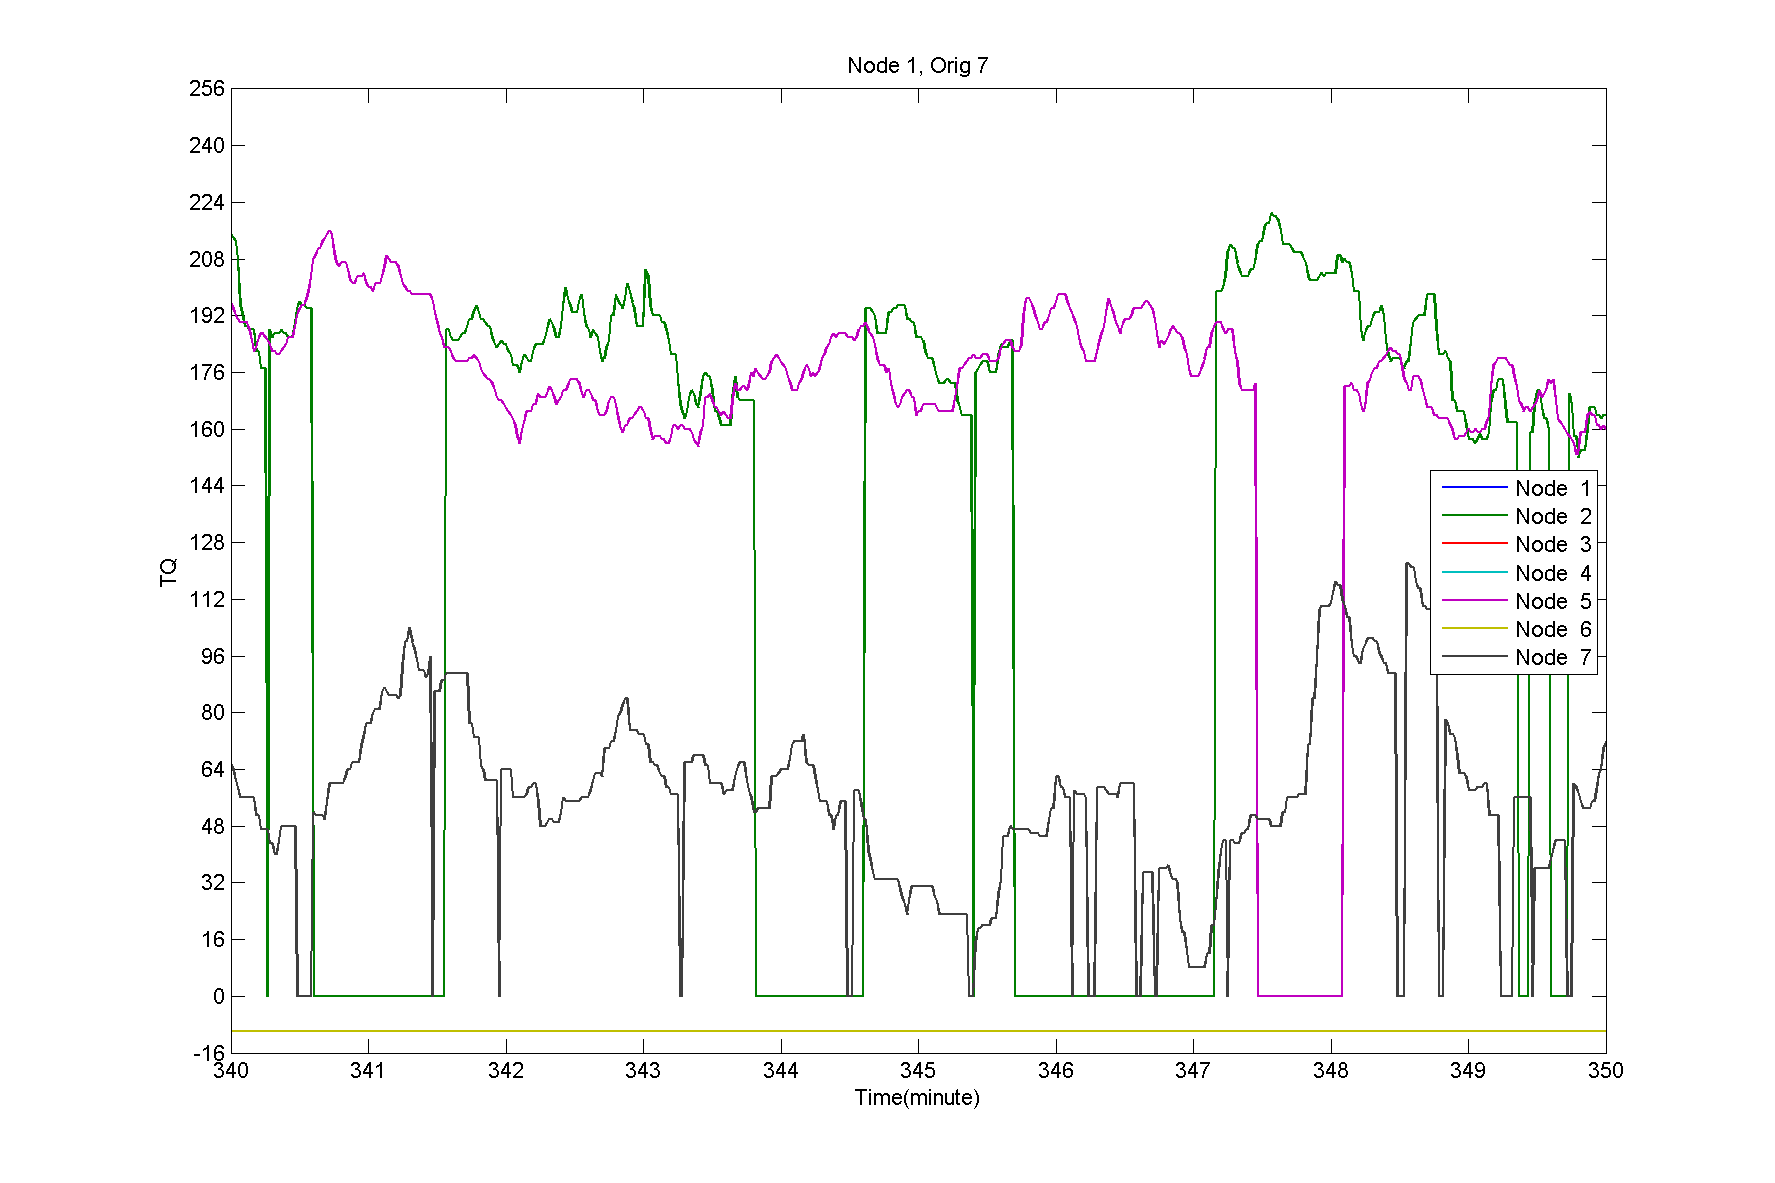 Node 1, Orig 7
256
240
224
208
192
176
160
144
128
112
96
80
64
48
32
16
0
-16
TQ
340 341 342 343 344 345 346 347 348 349 350
Time(minute)
Node 1
Node 2
Node 3
Node 4
Node 5
Node 6
Node 7